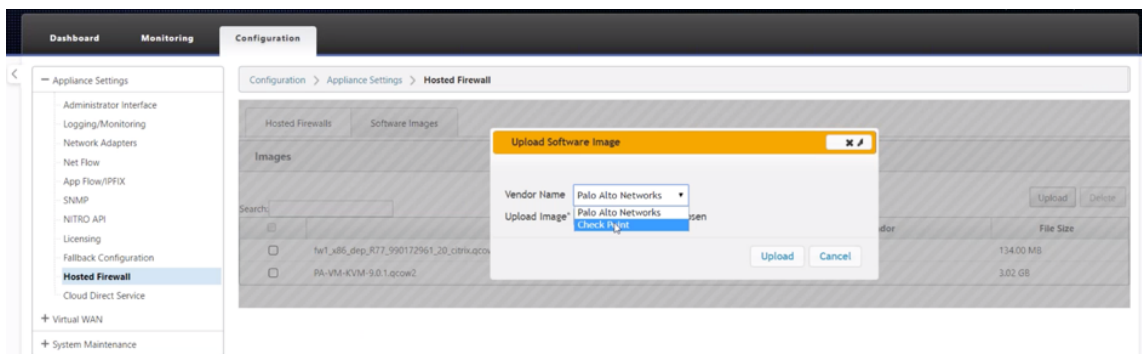 Dashboard Monitoring Configuration
Appliance Settings
Configuration > Appliance Settings > Hosted Firewall
Administrator Interface
Logging/Monitoring
Network Adapters
Net Flow
App Flow/IPFIX
SNMP
NITRO API
Licensing
Fallback Configuration
Hosted Firewall
Cloud Direct Service
+ Virtual WAN
+ System Maintenance
Hosted Firewalls Software Images
Images
Upload Delete
Search:
File Size
fw1_x86_dep_R77_990172961_20_citrix.qcow 134.00 MB
PA-VM-KVM-9.0.1.qcow2 3.02 GB
Upload Software Image
Vendor Name Palo Alto Networks
Palo Alto Networks
Upload Image*
Check Point
Upload Cancel